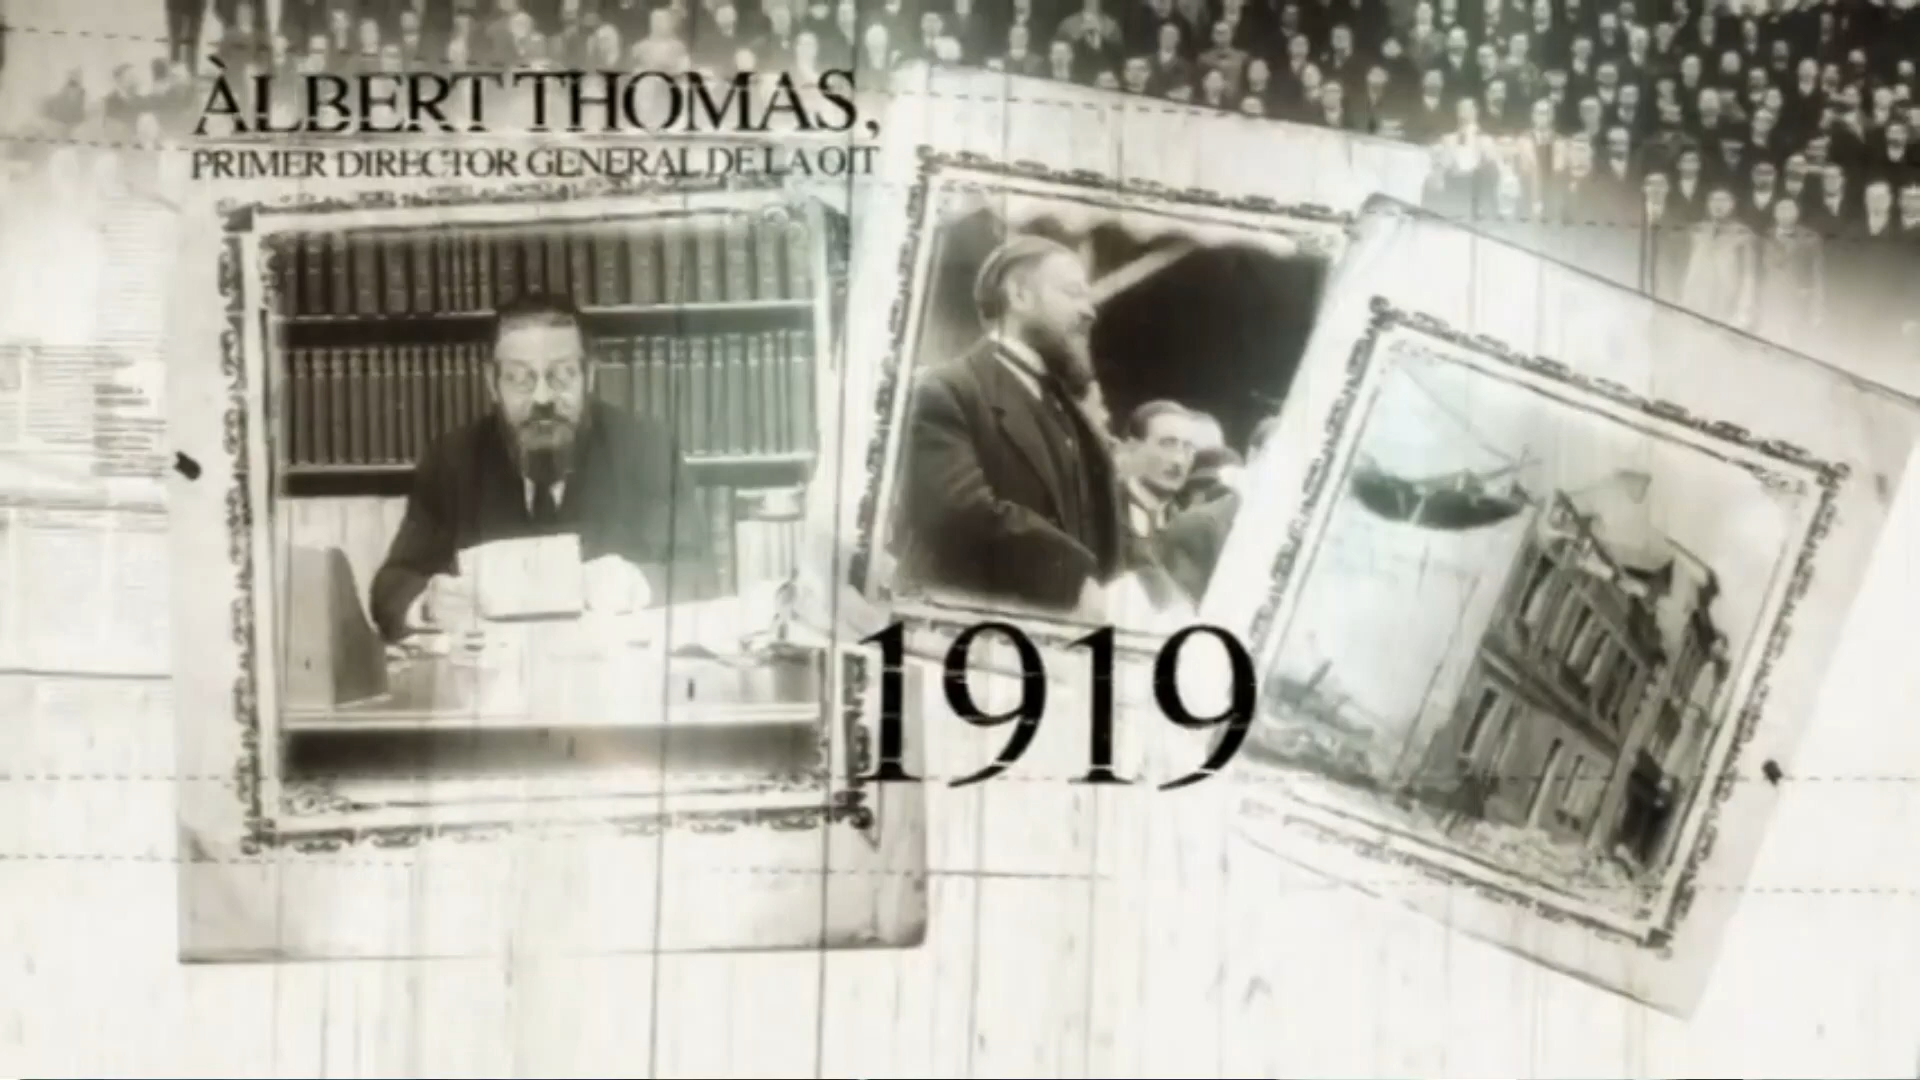 ÀLBERT THOMAS,
PRIMER DIRECTOR GENERAL DE LA OIT
1919